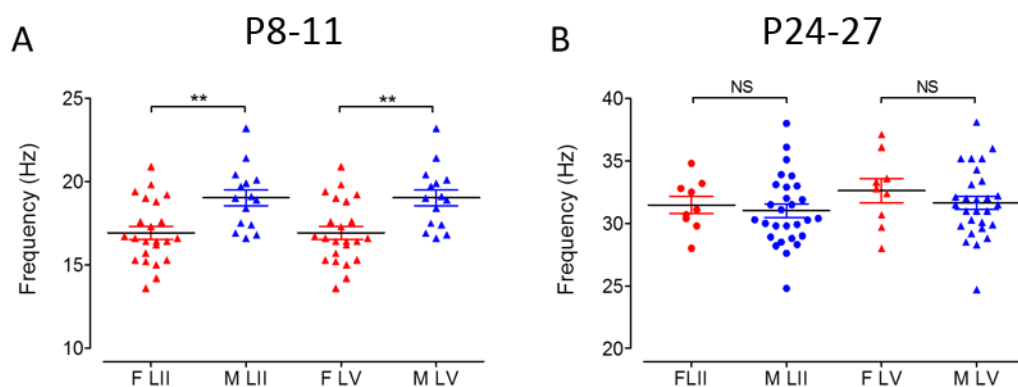 A
P8-11
**
**
Frequency (Hz)
25
20
15
10
F LII
M LII
F LV
M LV
B
P24-27
NS
NS
Frequency (Hz)
40
35
30
25
20
FLII
M LII
F LV
M LV